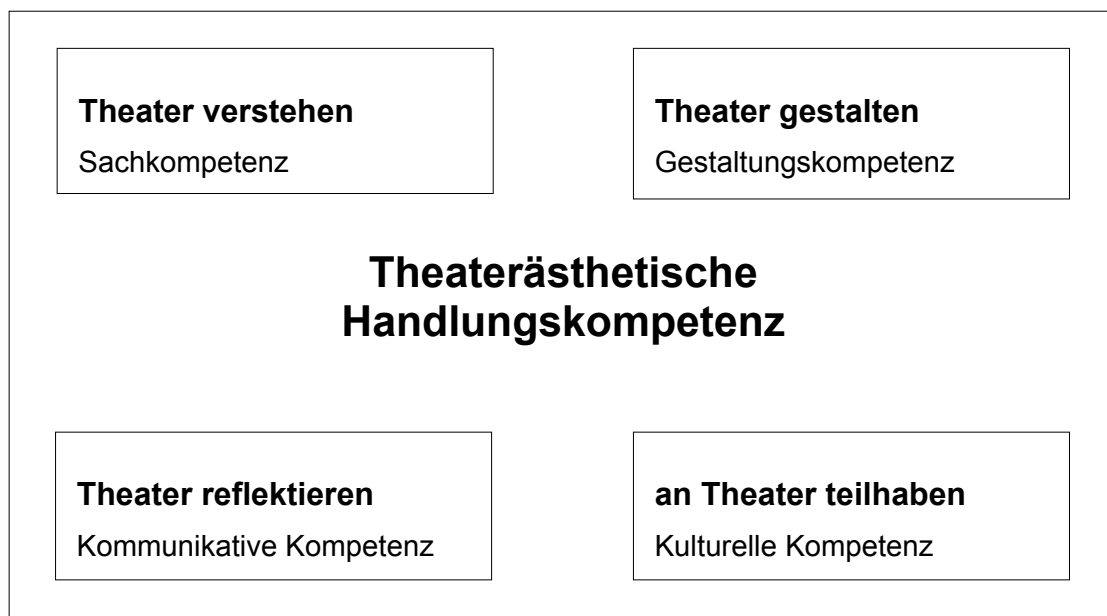 Theater verstehen
Sachkompetenz
Theater gestalten
Gestaltungskompetenz
Theaterästhetische
Handlungskompetenz
Theater reflektieren
Kommunikative Kompetenz
an Theater teilhaben
Kulturelle Kompetenz